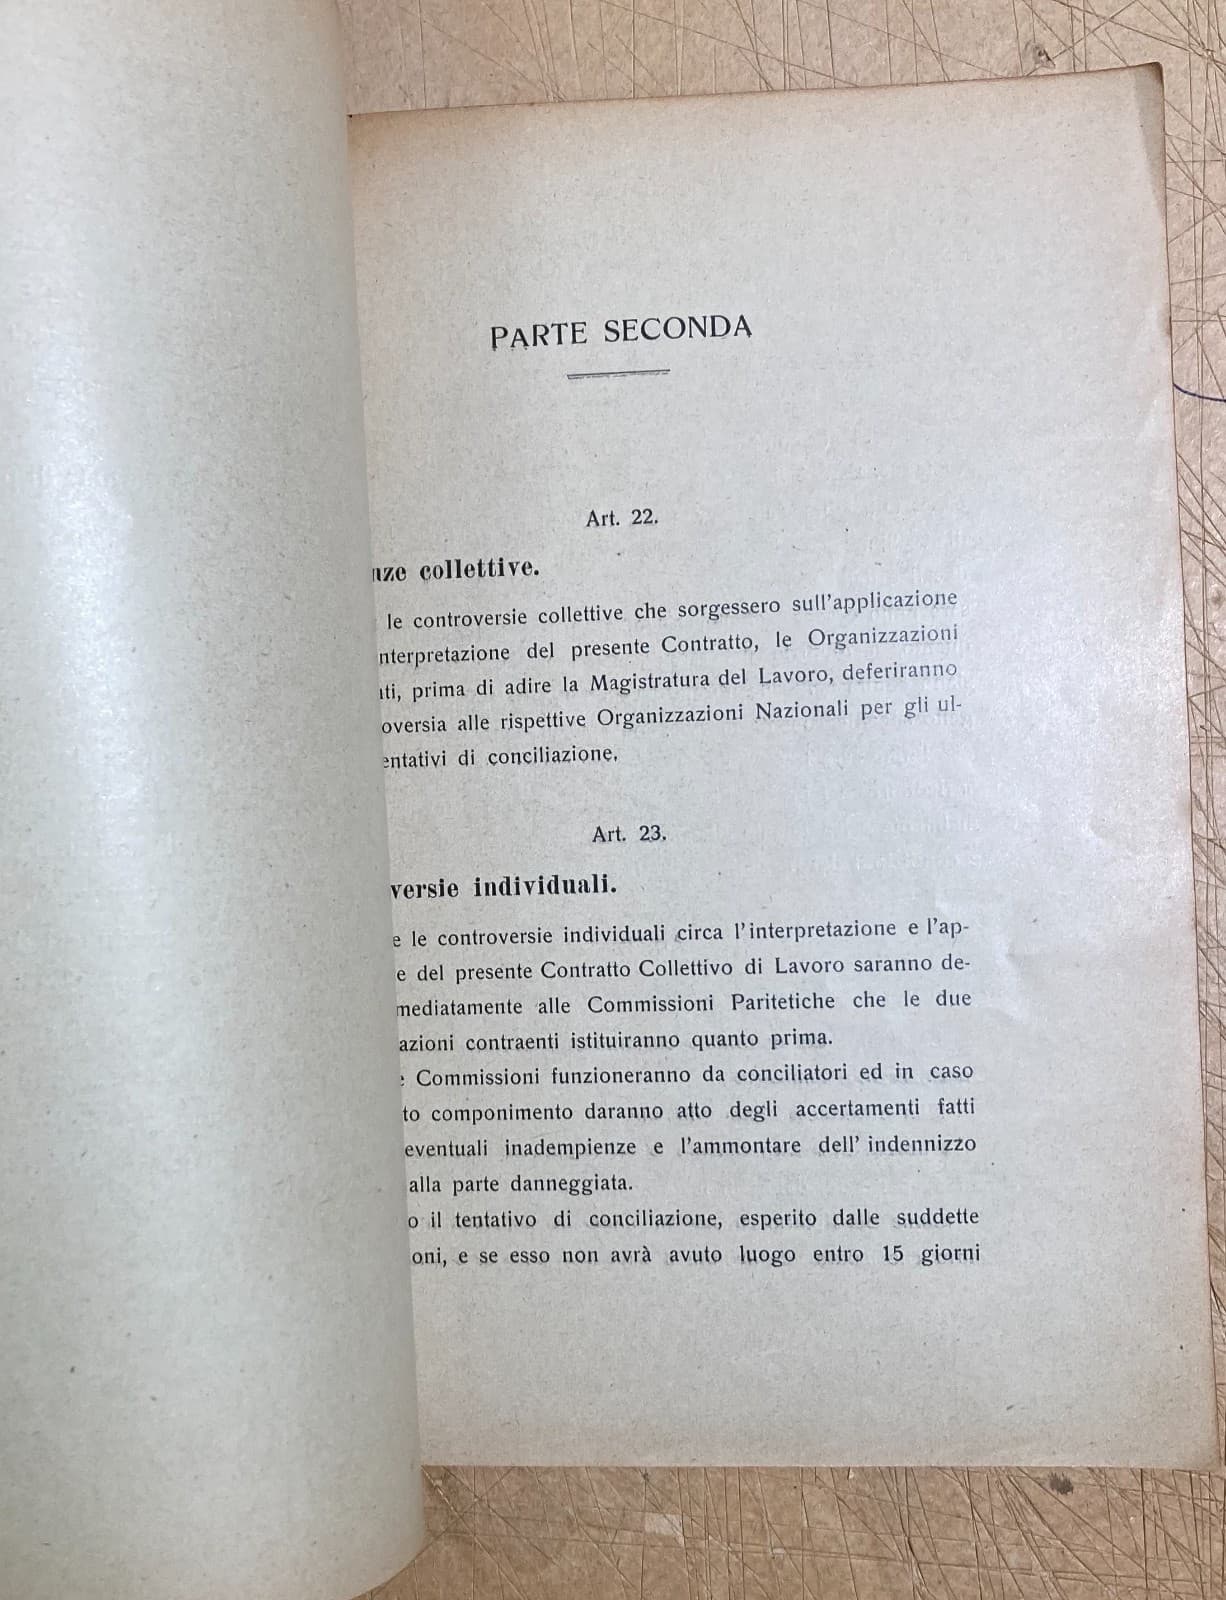 PARTE SECONDA
Art. 22.
nze collettive.
le controversie collettive che sorgessero sull'applicazione
nterpretazione del presente Contratto, le Organizzazioni
ti, prima di adire la Magistratura del Lavoro, deferiranno
oversia alle rispettive Organizzazioni Nazionali per gli ul-
entativi di conciliazione.
Art. 23.
versie individuali.
e le controversie individuali circa l'interpretazione e l'ap-
e del presente Contratto Collettivo di Lavoro saranno de-
mediatamente alle Commissioni Paritetiche che le due
azioni contraenti istituiranno quanto prima.
Commissioni funzioneranno da conciliatori ed in caso
to componimento daranno atto degli accertamenti fatti
eventuali inadempienze e l'ammontare dell' indennizzo
alla parte danneggiata.
o il tentativo di conciliazione, esperito dalle suddette
oni, e se esso non avrà avuto luogo entro 15 giorni